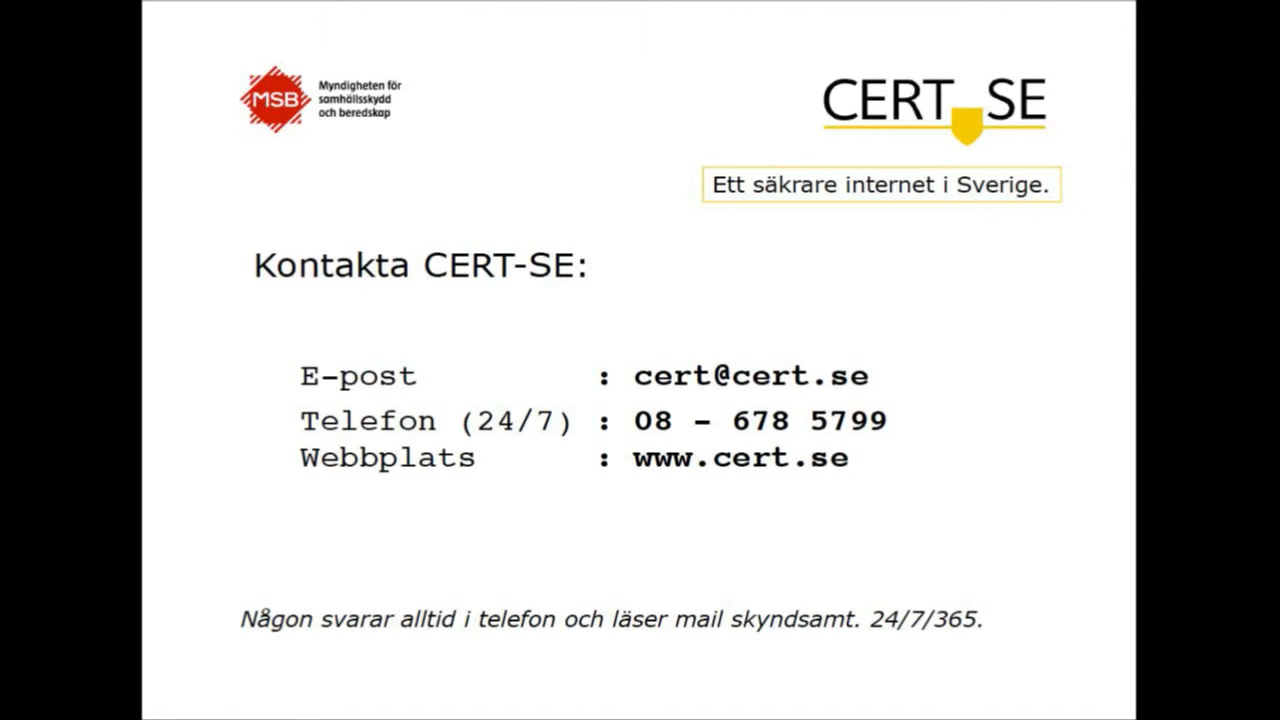 MSB
Myndigheten för
samhällsskydd
och beredskap
CERT SE
Ett säkrare internet i Sverige.
Kontakta CERT-SE:
E-post : cert@cert.se
Telefon (24/7) : 08 – 678 5799
Webbplats : www.cert.se
Någon svarar alltid i telefon och läser mail skyndsamt. 24/7/365.